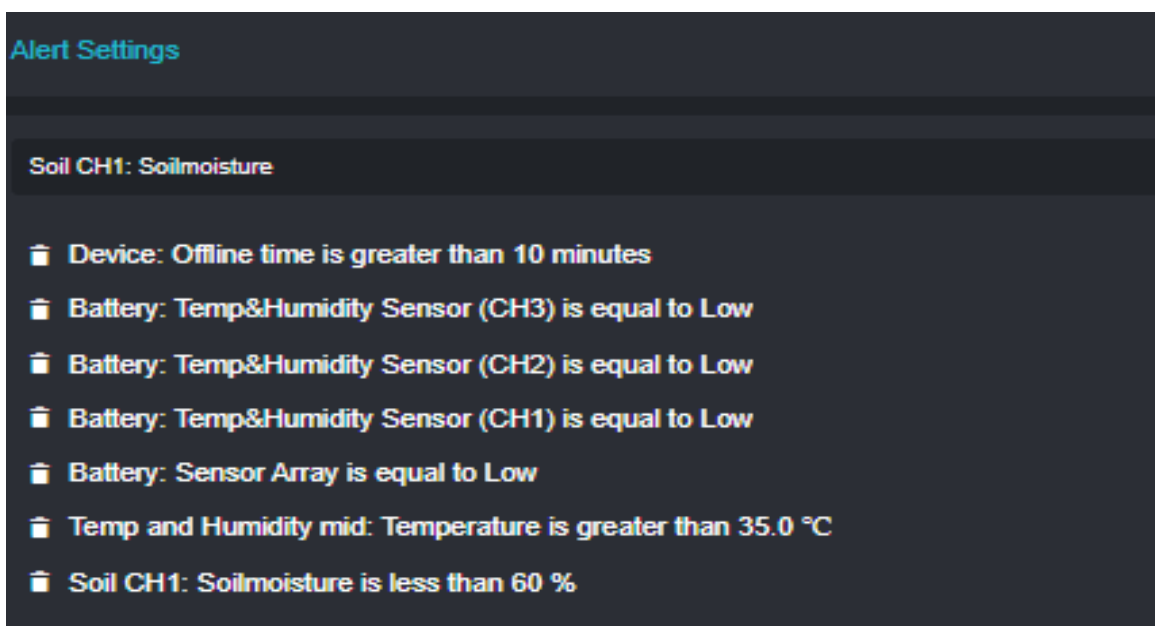 Alert Settings
Soil CH1: Soilmoisture
Device: Offline time is greater than 10 minutes
Battery: Temp&Humidity Sensor (CH3) is equal to Low
Battery: Temp&Humidity Sensor (CH2) is equal to Low
Battery: Temp&Humidity Sensor (CH1) is equal to Low
Battery: Sensor Array is equal to Low
Temp and Humidity mid: Temperature is greater than 35.0 ℃
Soil CH1: Soilmoisture is less than 60 %